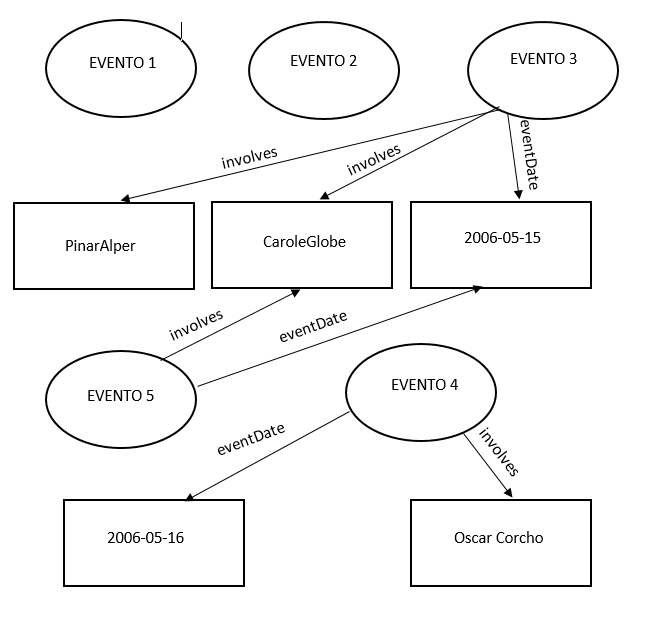 EVENTO 1
EVENTO 2
EVENTO 3
involves
involves
eventDate
PinarAlper
CaroleGlobe
2006-05-15
involves
eventDate
EVENTO 5
EVENTO 4
eventDate
involves
2006-05-16
Oscar Corcho